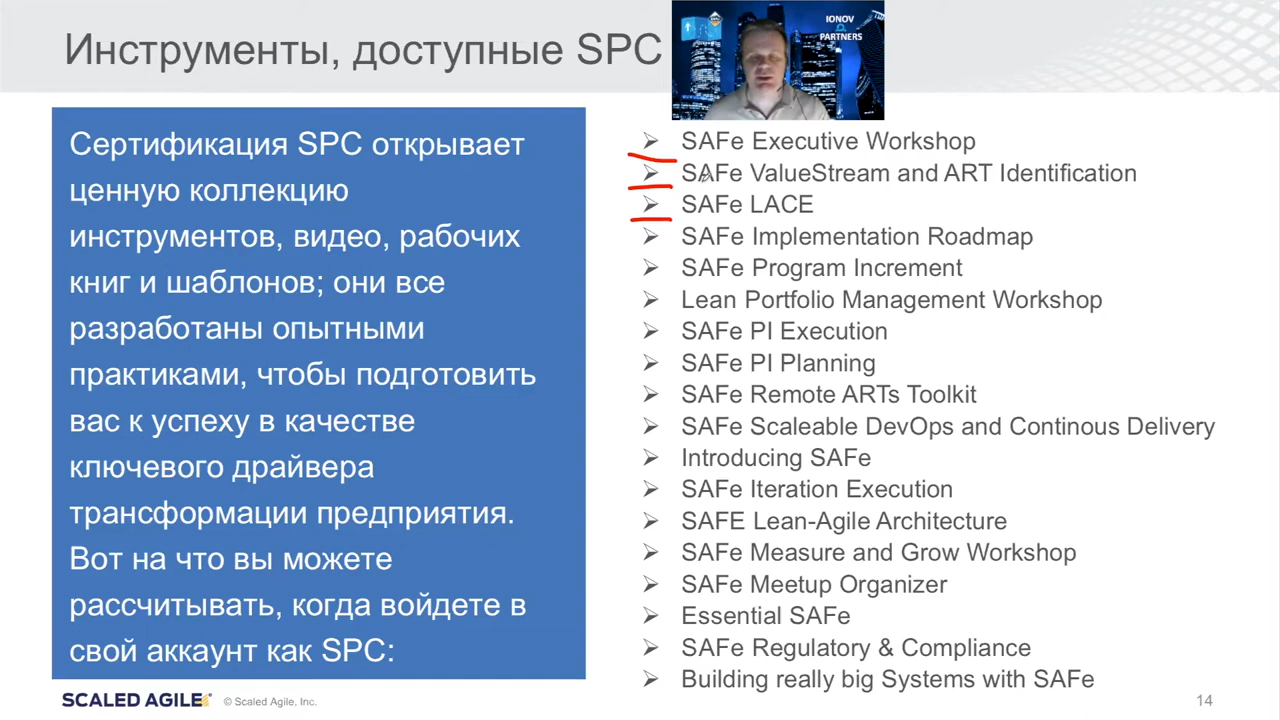 Инструменты, доступные SPC
IONOV
PARTNERS
Сертификация SPC открывает
ценную коллекцию
инструментов, видео, рабочих
книг и шаблонов; они все
разработаны опытными
практиками, чтобы подготовить
вас к успеху в качестве
ключевого драйвера
трансформации предприятия.
Вот на что вы можете
рассчитывать, когда войдете в
свой аккаунт как SPC:
SAFe Executive Workshop
SAFe ValueStream and ART Identification
SAFe LACE
SAFe Implementation Roadmap
SAFe Program Increment
Lean Portfolio Management Workshop
SAFe PI Execution
SAFe PI Planning
SAFe Remote ARTs Toolkit
SAFe Scaleable DevOps and Continous Delivery
Introducing SAFe
SAFe Iteration Execution
SAFE Lean-Agile Architecture
SAFe Measure and Grow Workshop
SAFe Meetup Organizer
Essential SAFe
SAFe Regulatory & Compliance
Building really big Systems with SAFe
SCALED AGILE ® © Scaled Agile, Inc.
14